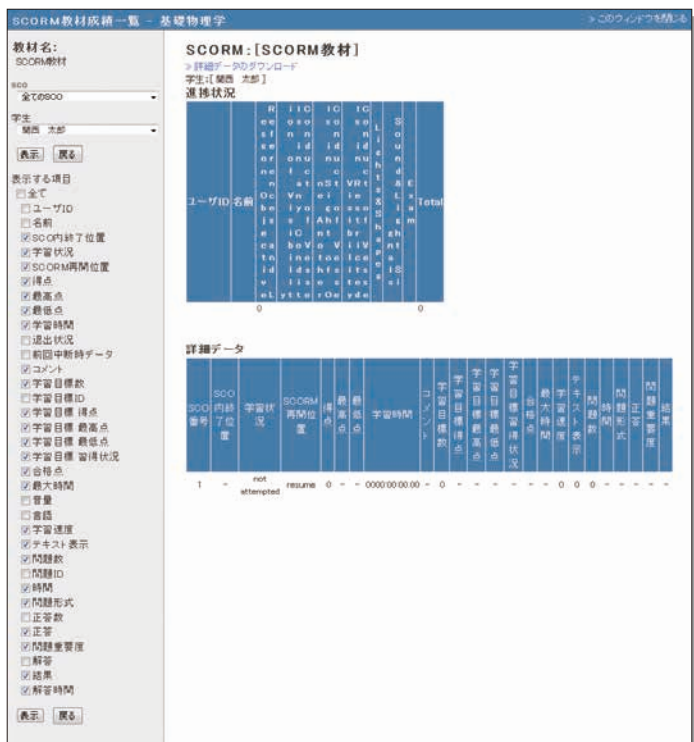 SCORM教材成績一覧 - 基礎物理学
> このウィンドウを閉じる
教材名:
SCORM教材
SCO
全てのSCO
学生
関西 太郎
表示 戻る
表示する項目
全て
ユーザID
名前
SCO内終了位置
学習状況
SCORM再開位置
得点
最高点
最低点
学習時間
退出状況
前回中断時データ
コメント
学習目標数
学習目標ID
学習目標 得点
学習目標 最高点
学習目標 最低点
学習目標 習得状況
合格点
最大時間
音量
言語
学習速度
テキスト表示
問題数
問題ID
時間
問題形式
正答数
正答
問題重要度
解答
結果
解答時間
表示 戻る
SCORM:[SCORM教材]
> 詳細データのダウンロード
学生:[関西 太郎]
進捗状況
ユーザID 名前 Total
Exam
0 0
詳細データ
SCO番号 SCO内終了位置 学習状況 SCORM再開位置 得点 最高点 最低点 学習時間 コメント 学習目標数 学習目標得点 学習目標最高点 学習目標最低点 学習目標習得状況 合格点 最大時間 学習速度 テキスト表示 問題数 時間 問題形式 正答 問題重要度 結果
1 - not attempted resume 0 - - 0000:00:00.00 - 0 - - - - - - 0 0 0 - - - - -